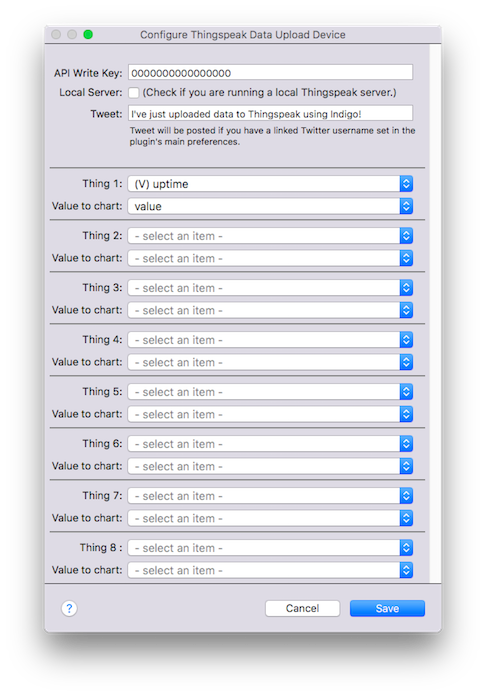 Configure Thingspeak Data Upload Device
API Write Key: 0000000000000000
Local Server: (Check if you are running a local Thingspeak server.)
Tweet: I've just uploaded data to Thingspeak using Indigo!
Tweet will be posted if you have a linked Twitter username set in the
plugin's main preferences.
Thing 1: (V) uptime
Value to chart: value
Thing 2: - select an item -
Value to chart: - select an item -
Thing 3: - select an item -
Value to chart: - select an item -
Thing 4: - select an item -
Value to chart: - select an item -
Thing 5: - select an item -
Value to chart: - select an item -
Thing 6: - select an item -
Value to chart: - select an item -
Thing 7: - select an item -
Value to chart: - select an item -
Thing 8 : - select an item -
Value to chart: - select an item -
? Cancel Save